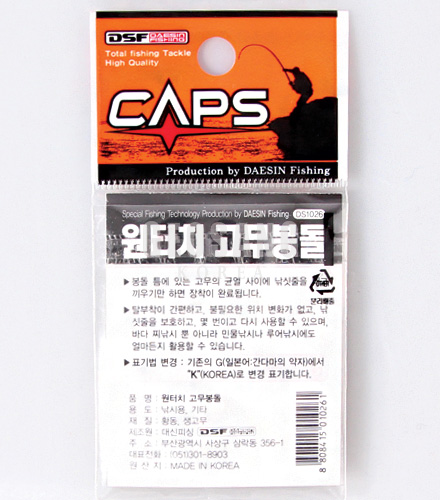 DSF DAESIN FISHING
Total fishing Tackle
High Quality
CAPS
Production by DAESIN Fishing
Special Fishing Technology Production by DAESIN Fishing DS1026
원터치 고무봉돌
KOREA
▶ 봉돌 틈에 있는 고무의 균열 사이에 낚싯줄을
끼우기만 하면 장착이 완료됩니다.
▶ 탈부착이 간편하고, 불필요한 위치 변화가 없고, 낚
싯줄을 보호하고, 몇 번이고 다시 사용할 수 있으며,
바다 찌낚시 뿐 아니라 민물낚시나 루어낚시에도
얼마든지 활용할 수 있습니다.
▶ 표기법 변경 : 기존의 G(일본어:간다마의 약자)에서
"K"(KOREA)로 변경 표기합니다.
분리배출
품 명 : 원터치 고무봉돌
용 도 : 낚시용, 기타
재 질 : 황동, 생고무
제조원 : 대신피싱 DSF
주 소 : 부산광역시 사상구 삼락동 356-1
대표전화 : (051)301-8903
원 산 지 : MADE IN KOREA
8 808415 010261